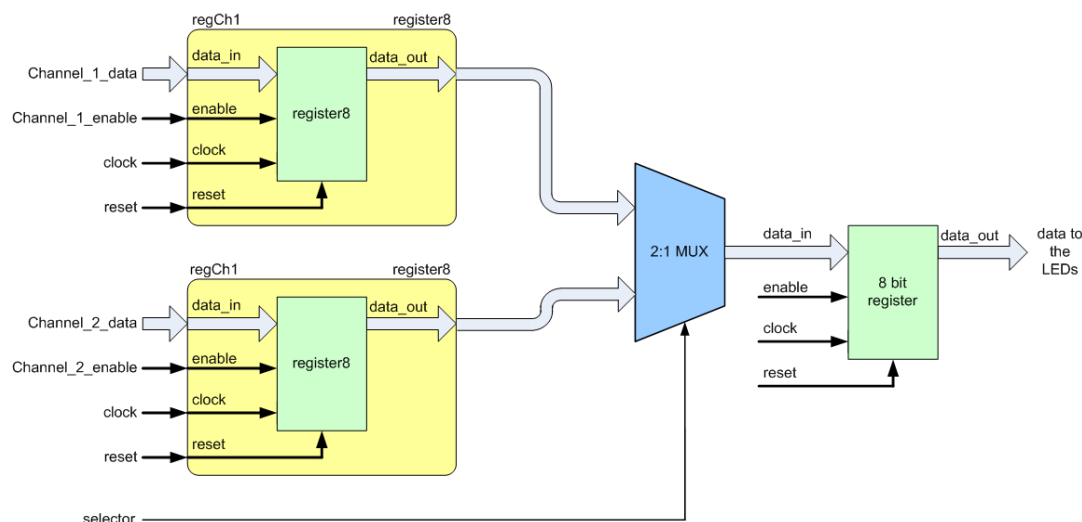 regCh1
register8
Channel_1_data
data_in
data_out
Channel_1_enable
enable
register8
clock
clock
reset
reset
regCh1
register8
Channel_2_data
data_in
data_out
Channel_2_enable
enable
register8
clock
clock
reset
reset
selector
2:1 MUX
data_in
enable
clock
reset
8 bit
register
data_out
data to
the
LEDs